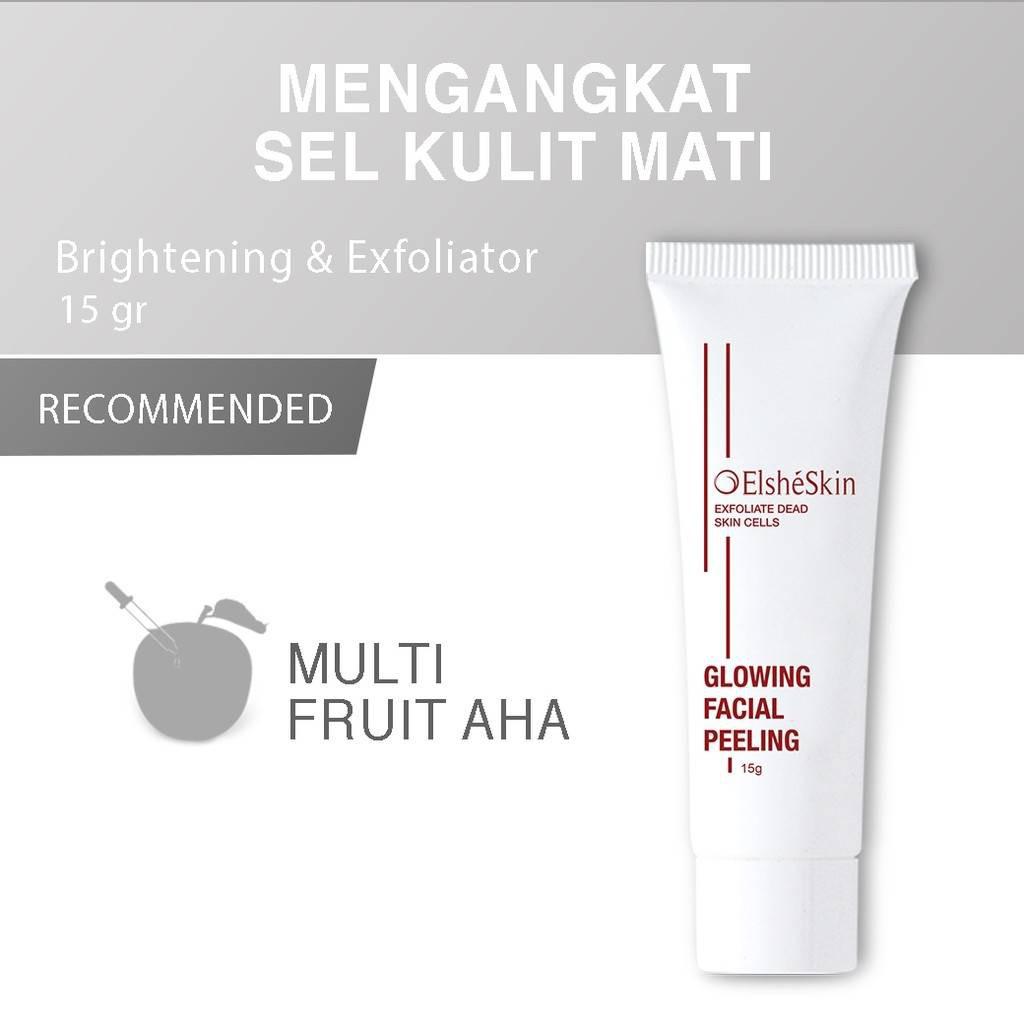 MENGANGKAT
SEL KULIT MATI
Brightening & Exfoliator
15 gr
RECOMMENDED
MULTI
FRUIT AHA
ElshéSkin
EXFOLIATE DEAD
SKIN CELLS
GLOWING
FACIAL
PEELING
15g